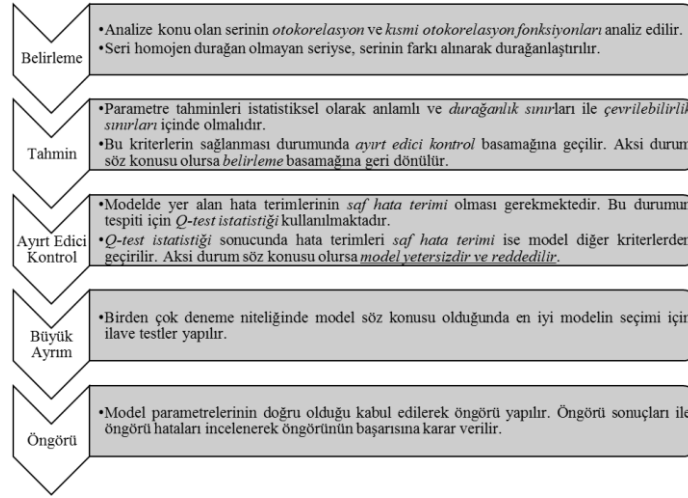 Belirleme
•Analize konu olan serinin otokorelasyon ve kısmi otokorelasyon fonksiyonları analiz edilir.
•Seri homojen durağan olmayan seriyse, serinin farkı alınarak durağanlaştırılır.
Tahmin
•Parametre tahminleri istatistiksel olarak anlamlı ve durağanlık sınırları ile çevrilebilirlik
sınırları içinde olmalıdır.
•Bu kriterlerin sağlanması durumunda ayırt edici kontrol basamağına geçilir. Aksi durum
söz konusu olursa belirleme basamağına geri dönülür.
Ayırt Edici
Kontrol
•Modelde yer alan hata terimlerinin saf hata terimi olması gerekmektedir. Bu durumun
tespiti için Q-test istatistiği kullanılmaktadır.
•Q-test istatistiği sonucunda hata terimleri saf hata terimi ise model diğer kriterlerden
geçirilir. Aksi durum söz konusu olursa model yetersizdir ve reddedilir.
Büyük
Ayrım
•Birden çok deneme niteliğinde model söz konusu olduğunda en iyi modelin seçimi için
ilave testler yapılır.
Öngörü
•Model parametrelerinin doğru olduğu kabul edilerek öngörü yapılır. Öngörü sonuçları ile
öngörü hataları incelenerek öngörünün başarısına karar verilir.